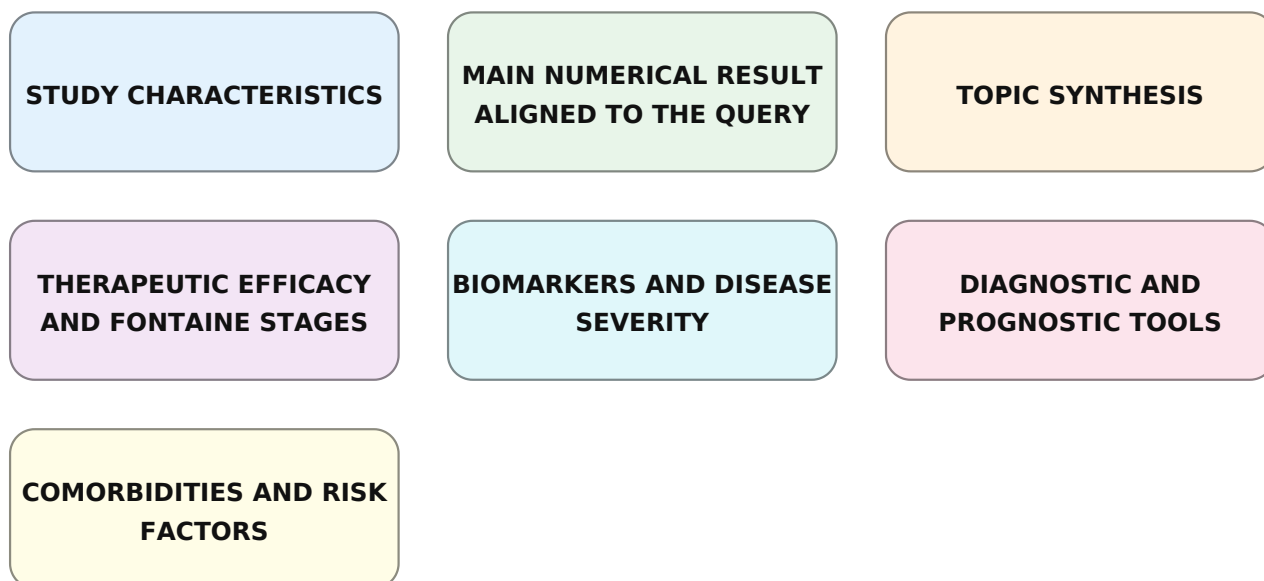 STUDY CHARACTERISTICS
MAIN NUMERICAL RESULT
ALIGNED TO THE QUERY
TOPIC SYNTHESIS
THERAPEUTIC EFFICACY
AND FONTAINE STAGES
BIOMARKERS AND DISEASE
SEVERITY
DIAGNOSTIC AND
PROGNOSTIC TOOLS
COMORBIDITIES AND RISK
FACTORS